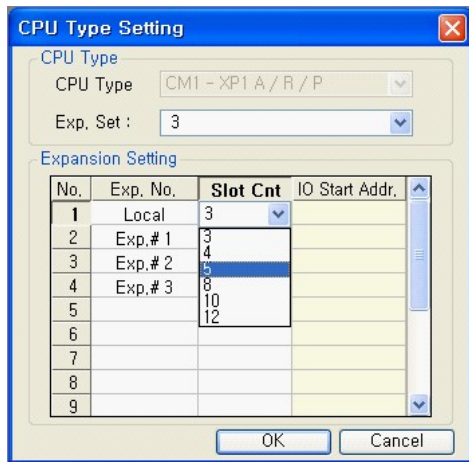 CPU Type Setting
CPU Type
CPU Type CM1 - XP1 A / R / P
Exp. Set : 3
Expansion Setting
No. Exp. No. Slot Cnt IO Start Addr.
1 Local 3
2 Exp.# 1 3
4
3 Exp.# 2 5
4 Exp.# 3 8
5 10
12
6
7
8
9
OK Cancel